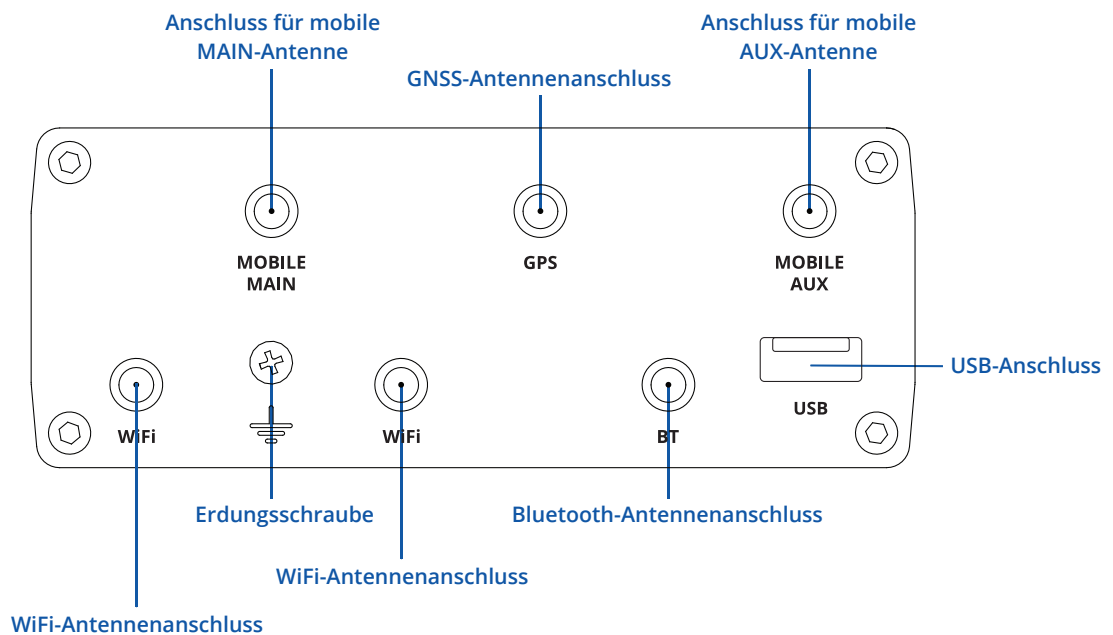 Anschluss für mobile
MAIN-Antenne
Anschluss für mobile
AUX-Antenne
GNSS-Antennenanschluss
MOBILE
MAIN
GPS
MOBILE
AUX
USB-Anschluss
USB
WiFi
WiFi
BT
Erdungsschraube
Bluetooth-Antennenanschluss
WiFi-Antennenanschluss
WiFi-Antennenanschluss